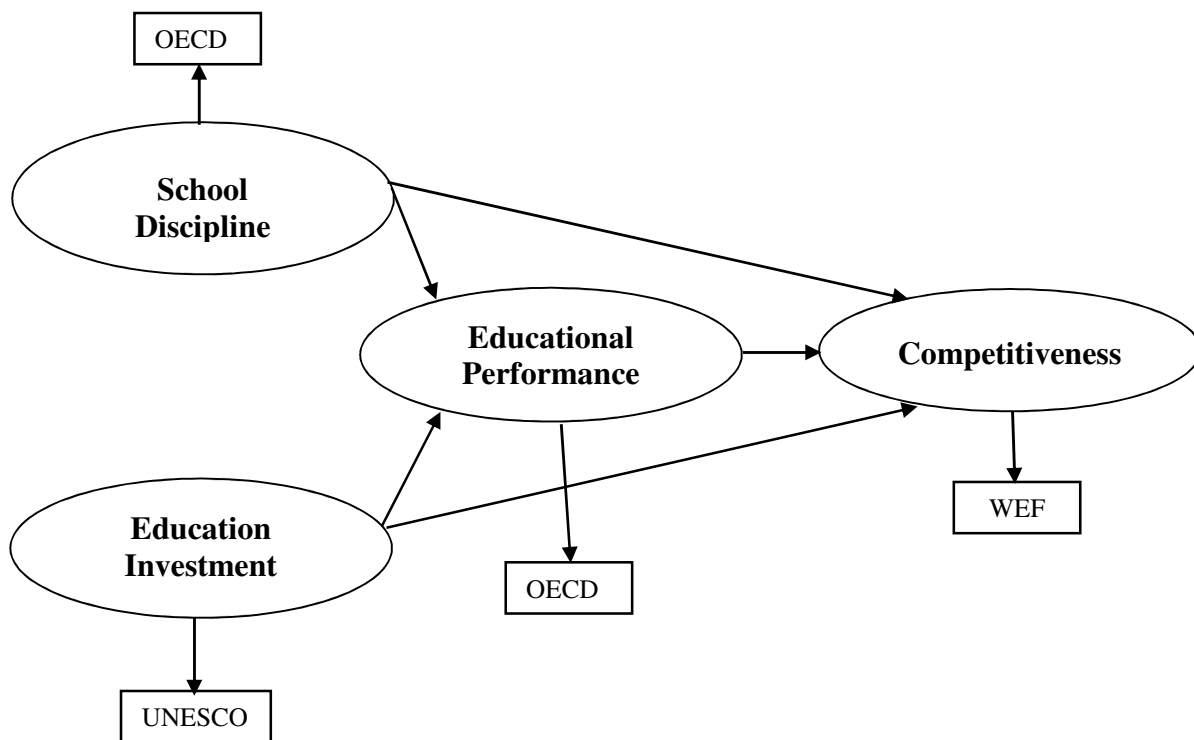 OECD
School
Discipline
Educational
Performance
Competitiveness
Education
Investment
WEF
OECD
UNESCO